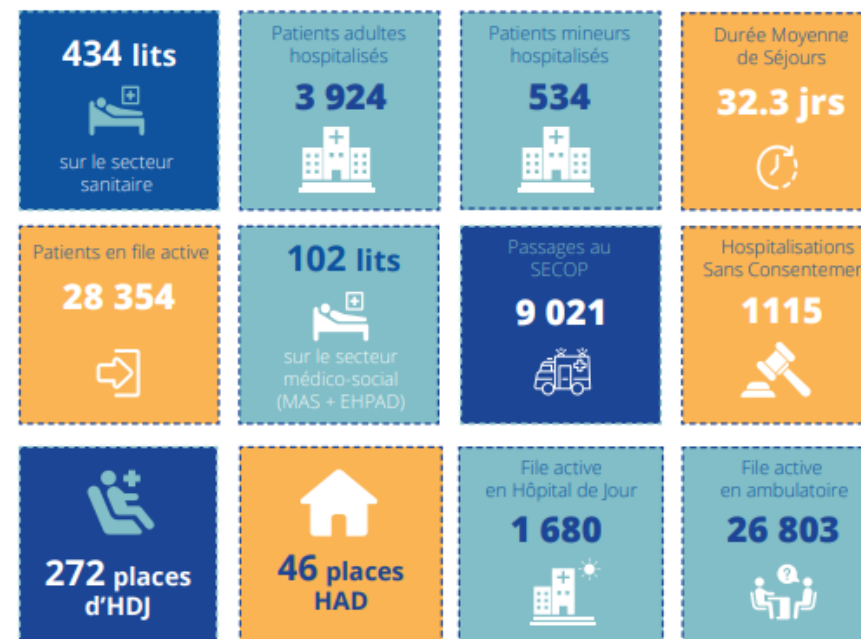 434 lits
sur le secteur
sanitaire
Patients adultes
hospitalisés
3 924
Patients mineurs
hospitalisés
534
Durée Moyenne
de Séjours
32.3 jrs
Patients en file active
28 354
102 lits
sur le secteur
médico-social
(MAS + EHPAD)
Passages au
SECOP
9 021
Hospitalisations
Sans Consentemen
1115
272 places
d'HDJ
46 places
HAD
File active
en Hôpital de Jour
1 680
File active
en ambulatoire
26 803
?